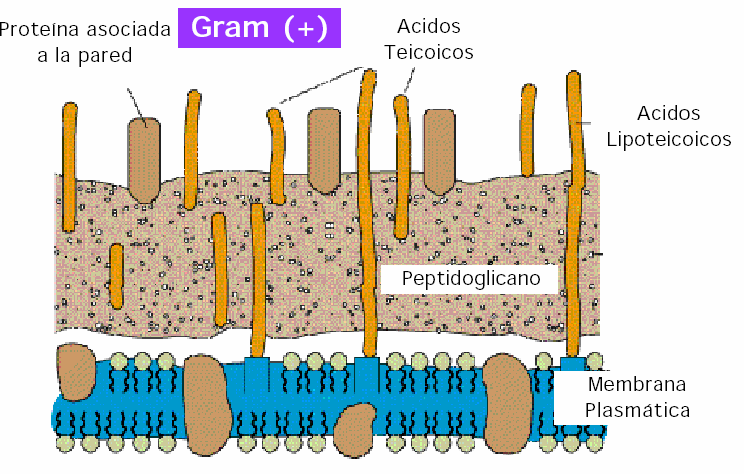 Proteína asociada
a la pared
Gram (+)
Acidos
Teicoicos
Acidos
Lipoteicoicos
Peptidoglicano
Membrana
Plasmática